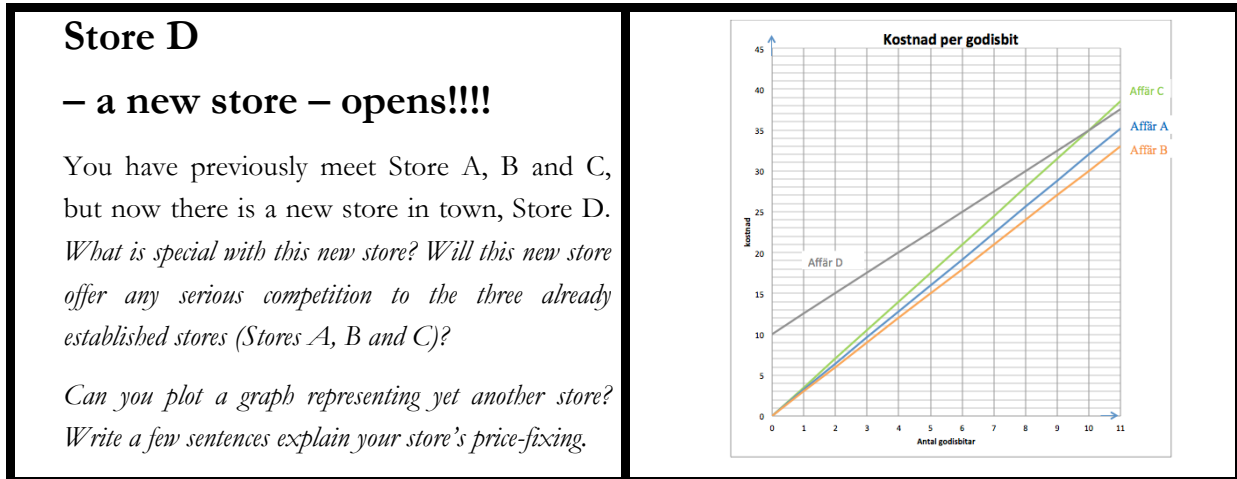 Store D
– a new store – opens!!!!
You have previously meet Store A, B and C,
but now there is a new store in town, Store D.
What is special with this new store? Will this new store
offer any serious competition to the three already
established stores (Stores A, B and C)?
Can you plot a graph representing yet another store?
Write a few sentences explain your store's price-fixing.
Kostnad per godisbit
45
40
35
30
25
20
15
10
5
0
kostnad
Affär C
Affär A
Affär B
Affär D
0 1 2 3 4 5 6 7 8 9 10 11
Antal godisbitar